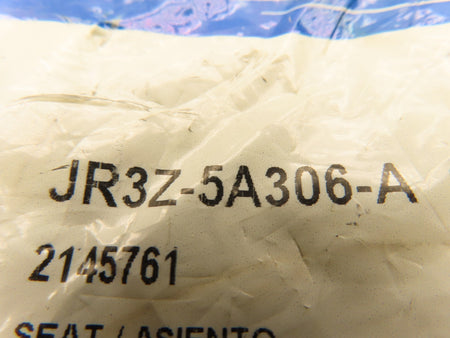 JR3Z-5A306-A
2145761
SEAT / ASIENTO